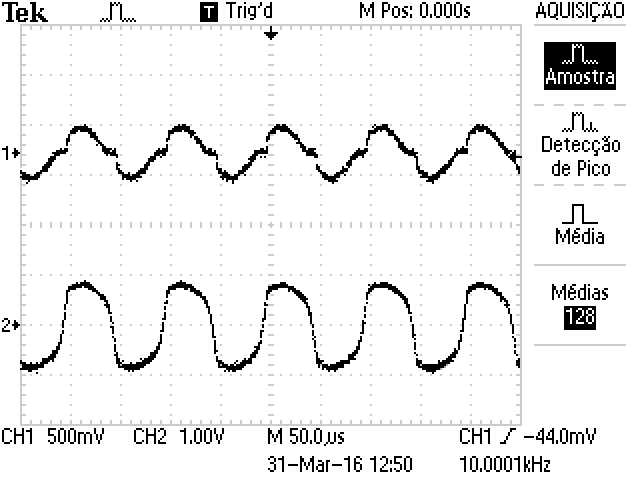 Tek T Trig'd M Pos: 0.000s AQUISIÇÃO
Amostra
Detecção
de Pico
Média
Médias
128
1
2
CH1 500mV CH2 1.00V M 50.0µs CH1 -44.0mV
31-Mar-16 12:50 10.0001kHz